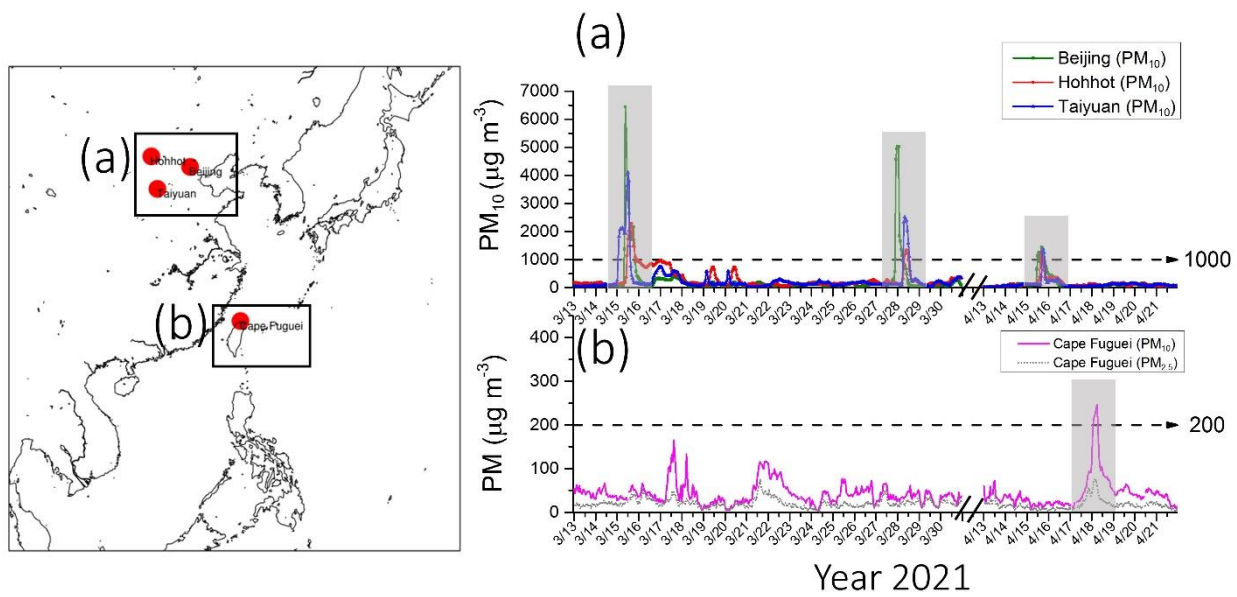 (a)
Hohhot
Beijing
Taiyuan
(b)
Cape Fuguei
(a)
Beijing (PM₁₀)
Hohhot (PM₁₀)
Taiyuan (PM₁₀)
PM₁₀ (μg m⁻³)
7000
6000
5000
4000
3000
2000
1000
0
1000
3/13 3/14 3/15 3/16 3/17 3/18 3/19 3/20 3/21 3/22 3/23 3/24 3/25 3/26 3/27 3/28 3/29 3/30 4/13 4/14 4/15 4/16 4/17 4/18 4/19 4/20 4/21
(b)
Cape Fuguei (PM₁₀)
Cape Fuguei (PM₂.₅)
PM (μg m⁻³)
400
300
200
100
0
200
3/13 3/14 3/15 3/16 3/17 3/18 3/19 3/20 3/21 3/22 3/23 3/24 3/25 3/26 3/27 3/28 3/29 3/30 4/13 4/14 4/15 4/16 4/17 4/18 4/19 4/20 4/21
Year 2021